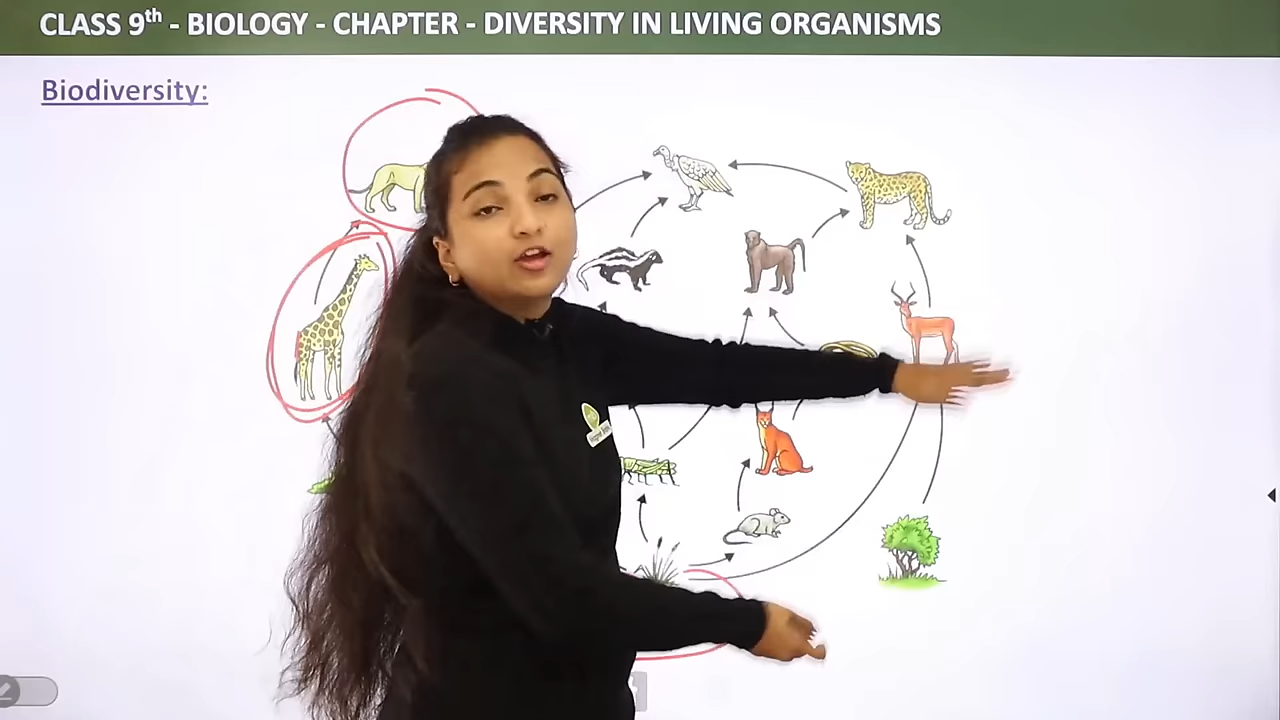 CLASS 9th - BIOLOGY - CHAPTER - DIVERSITY IN LIVING ORGANISMS
Biodiversity: